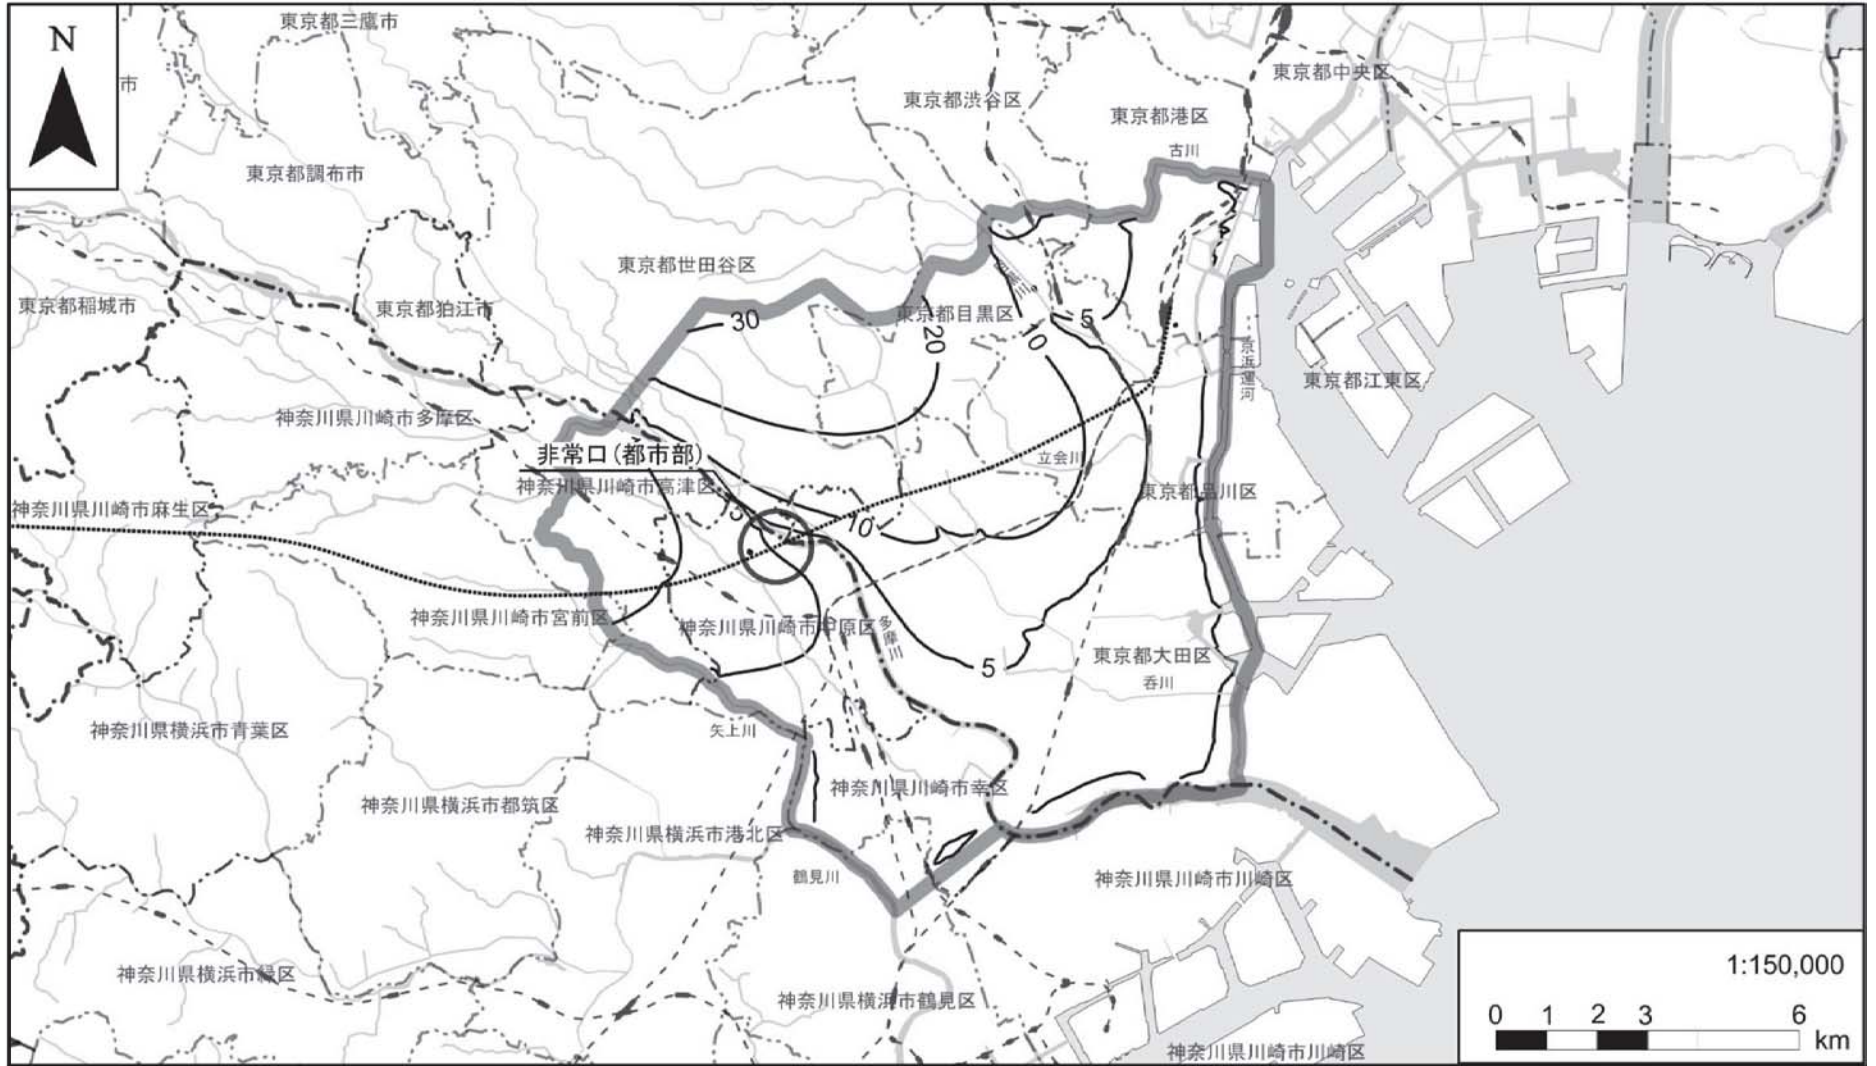 N
東京都三鷹市
市
東京都中央区
東京都渋谷区
東京都港区
古川
東京都調布市
東京都世田谷区
東京都稲城市
東京都狛江市
30
東京都目黒区
20
10
5
京浜運河
東京都江東区
神奈川県川崎市多摩区
非常口(都市部)
神奈川県川崎市高津区
立会川
東京都品川区
神奈川県川崎市麻生区
10
神奈川県川崎市宮前区
神奈川県川崎市中原区
多摩川
5
東京都大田区
呑川
神奈川県横浜市青葉区
矢上川
神奈川県川崎市幸区
神奈川県横浜市都筑区
神奈川県横浜市港北区
鶴見川
神奈川県川崎市川崎区
神奈川県横浜市緑区
神奈川県横浜市鶴見区
神奈川県川崎市川崎区
1:150,000
0 1 2 3 6
km